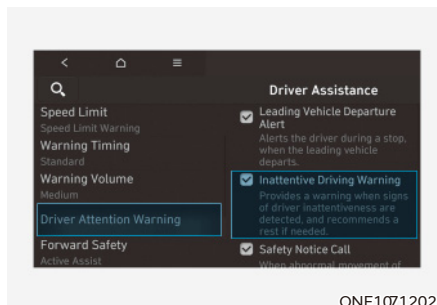 Driver Assistance
Speed Limit
Speed Limit Warning
Warning Timing
Standard
Warning Volume
Medium
Driver Attention Warning
Forward Safety
Active Assist
Leading Vehicle Departure
Alert
Alerts the driver during a stop,
when the leading vehicle
departs.
Inattentive Driving Warning
Provides a warning when signs
of driver inattentiveness are
detected, and recommends a
rest if needed.
Safety Notice Call
When abnormal movement of
ONE1071202